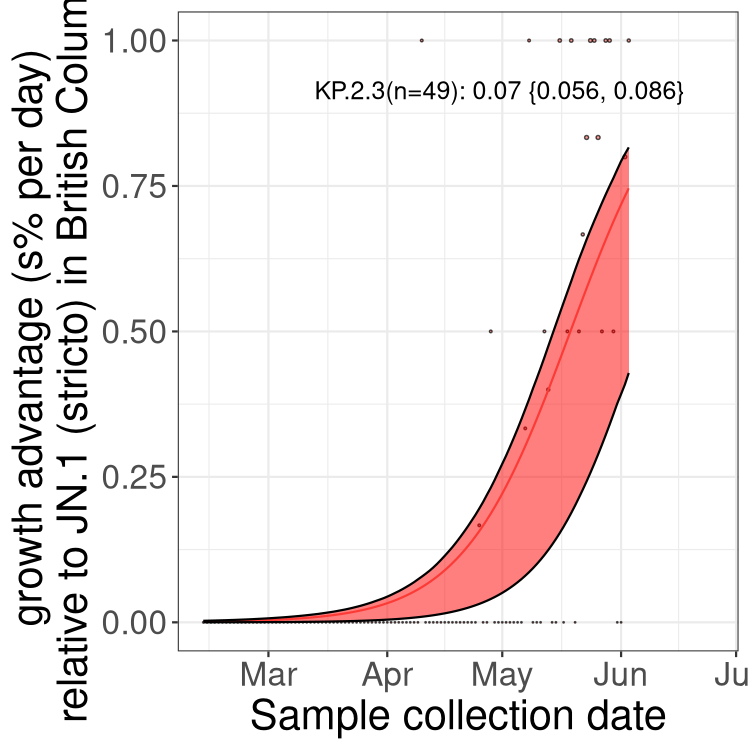 growth advantage (s% per day)
relative to JN.1 (stricto) in British Colum
1.00
0.75
0.50
0.25
0.00
KP.2.3(n=49): 0.07 {0.056, 0.086}
Mar Apr May Jun Ju
Sample collection date